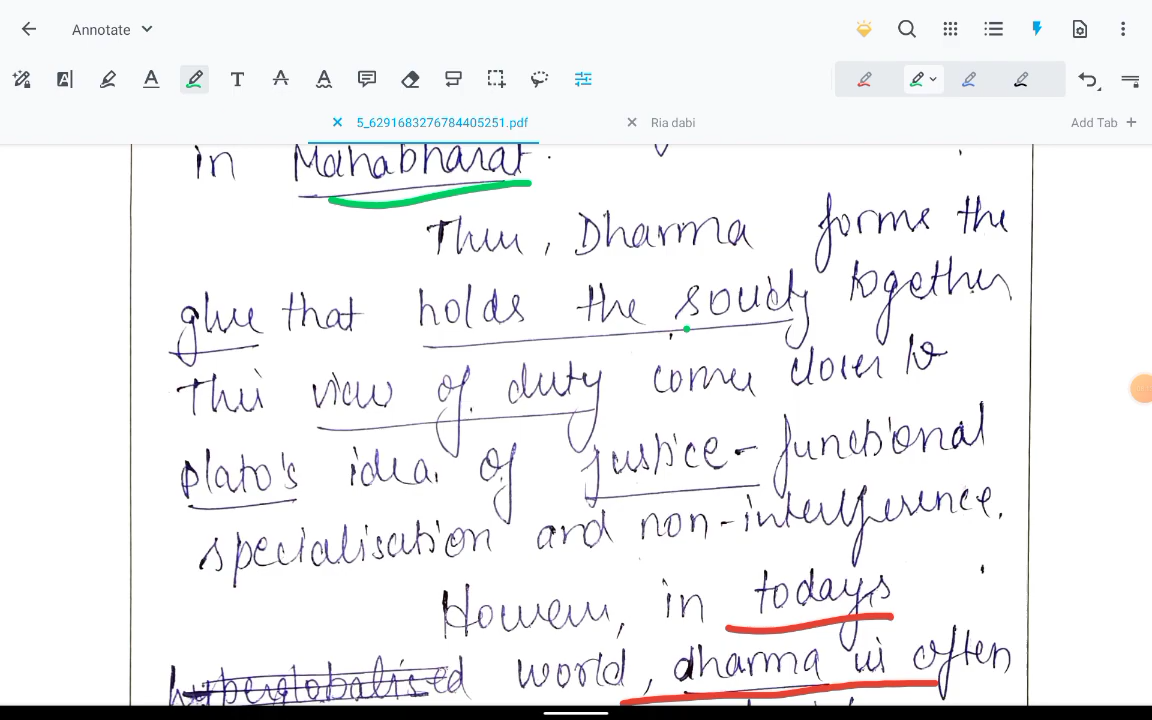 Annotate
5_6291683276784405251.pdf
Ria dabi
Add Tab +
in Mahabharat.
Thus, Dharma forms the
glue that holds the society together
This view of duty comes closer to
Plato's idea of justice - functional
specialisation and non-interference.
However, in todays
hyperglobalised world, dharma is often